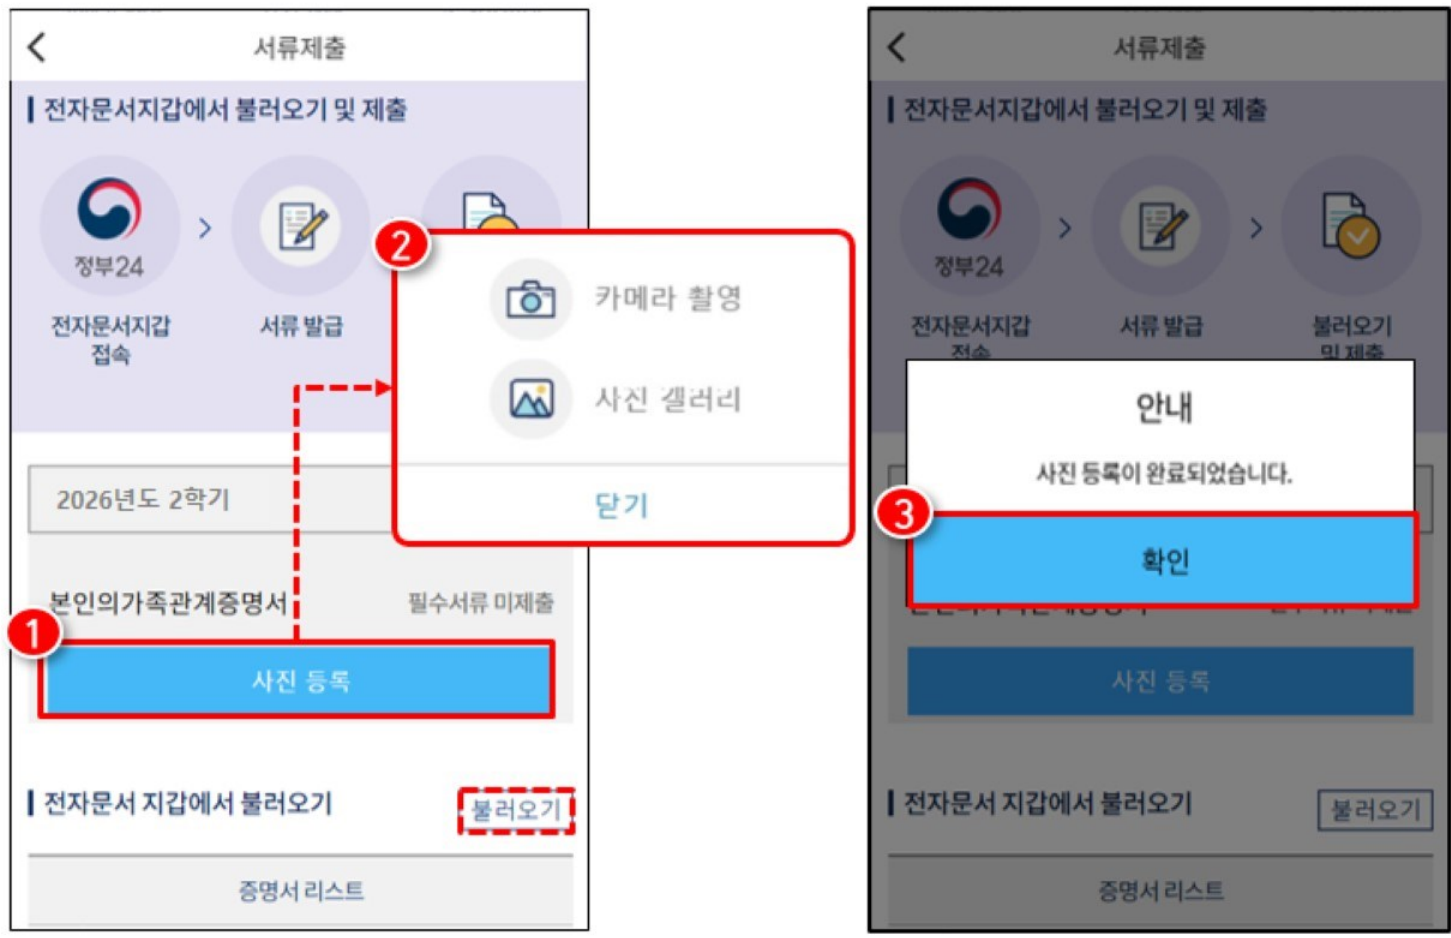 서류제출
전자문서지갑에서 불러오기 및 제출
정부24
전자문서지갑
접속
서류 발급
2026년도 2학기
본인의가족관계증명서
필수서류 미제출
1
사진 등록
전자문서 지갑에서 불러오기
불러오기
증명서 리스트
2
카메라 촬영
사진 갤러리
닫기
서류제출
전자문서지갑에서 불러오기 및 제출
정부24
전자문서지갑
접속
서류 발급
불러오기
및 제출
안내
사진 등록이 완료되었습니다.
3
확인
사진 등록
전자문서 지갑에서 불러오기
불러오기
증명서 리스트